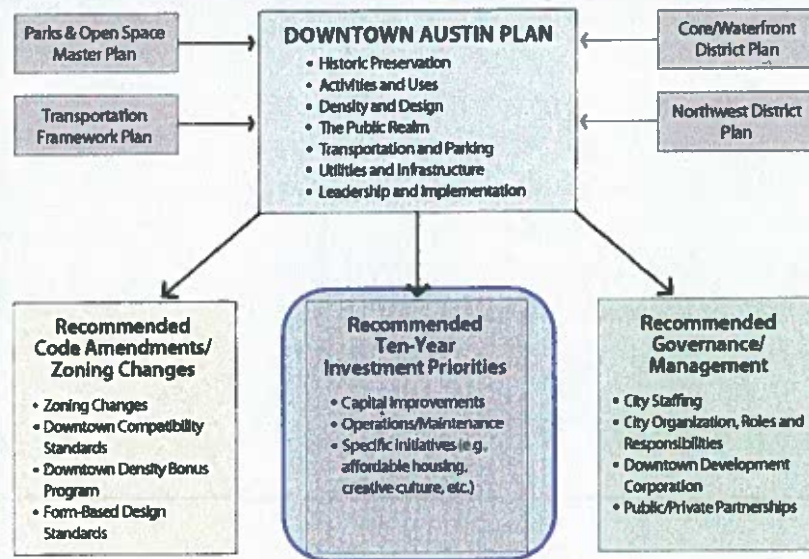 Parks & Open Space
Master Plan
Transportation
Framework Plan
DOWNTOWN AUSTIN PLAN
• Historic Preservation
• Activities and Uses
• Density and Design
• The Public Realm
• Transportation and Parking
• Utilities and Infrastructure
• Leadership and Implementation
Core/Waterfront
District Plan
Northwest District
Plan
Recommended
Code Amendments/
Zoning Changes
• Zoning Changes
• Downtown Compatibility
Standards
• Downtown Density Bonus
Program
• Form-Based Design
Standards
Recommended
Ten-Year
Investment Priorities
• Capital Improvements
• Operations/Maintenance
• Specific Initiatives (e.g.,
affordable housing,
creative culture, etc.)
Recommended
Governance/
Management
• City Staffing
• City Organization, Roles and
Responsibilities
• Downtown Development
Corporation
• Public/Private Partnerships